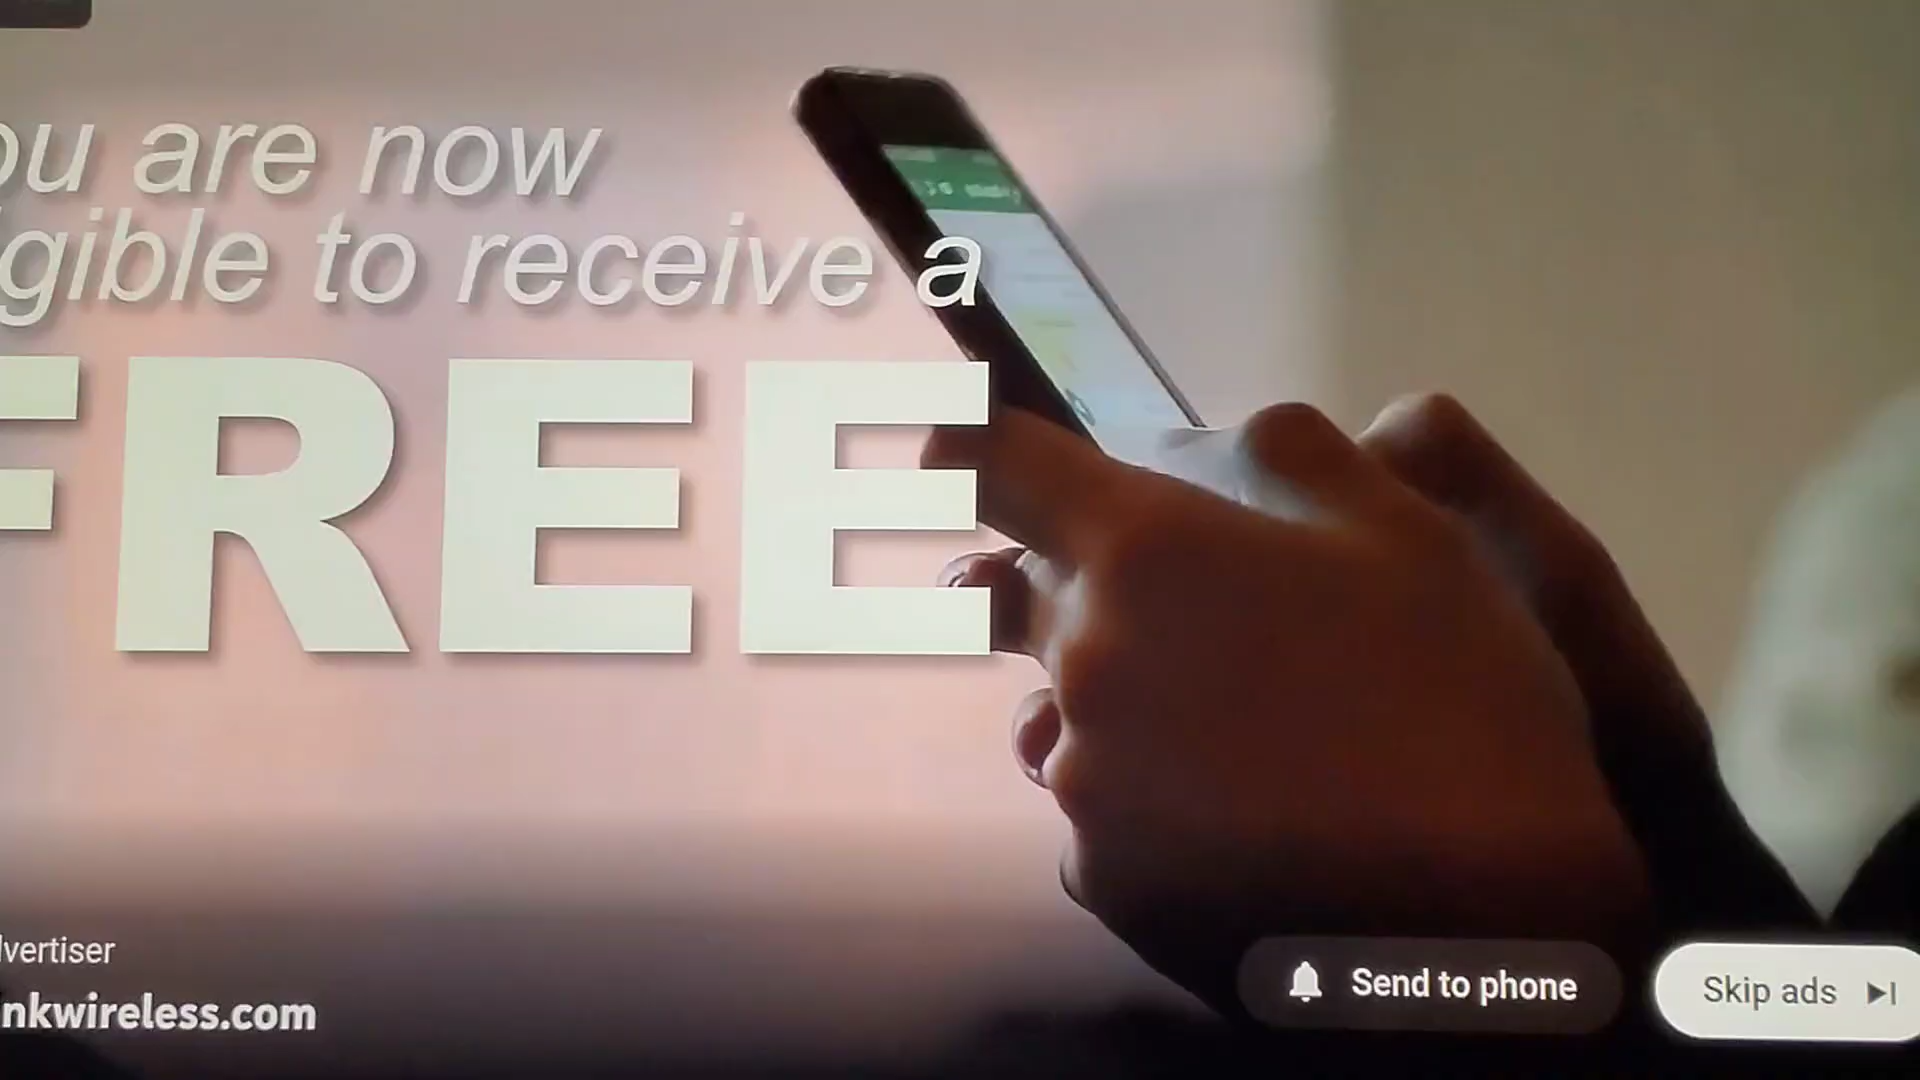 ou are now
gible to receive a
FREE
vertiser
nkwireless.com
Send to phone
Skip ads